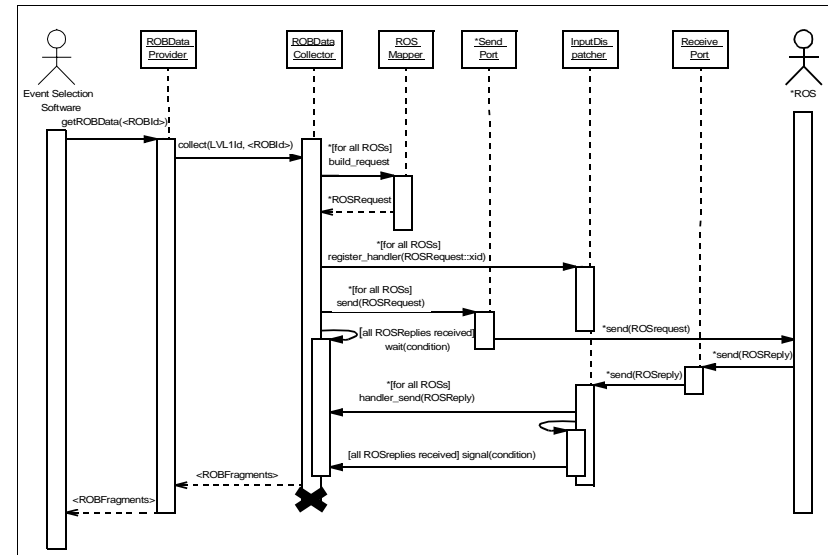 ROBData
Provider
ROBData
Collector
ROS
Mapper
*Send
Port
InputDis
patcher
Receive
Port
Event Selection
Software
*ROS
getROBData(<ROBId>)
collect(LVL1Id, <ROBId>)
*[for all ROSs]
build_request
*ROSRequest
*[for all ROSs]
register_handler(ROSRequest::xid)
*[for all ROSs]
send(ROSRequest)
[all ROSReplies received]
wait(condition)
*send(ROSrequest)
*send(ROSReply)
*send(ROSreply)
*[for all ROSs]
handler_send(ROSReply)
[all ROSreplies received] signal(condition)
<ROBFragments>
<ROBFragments>